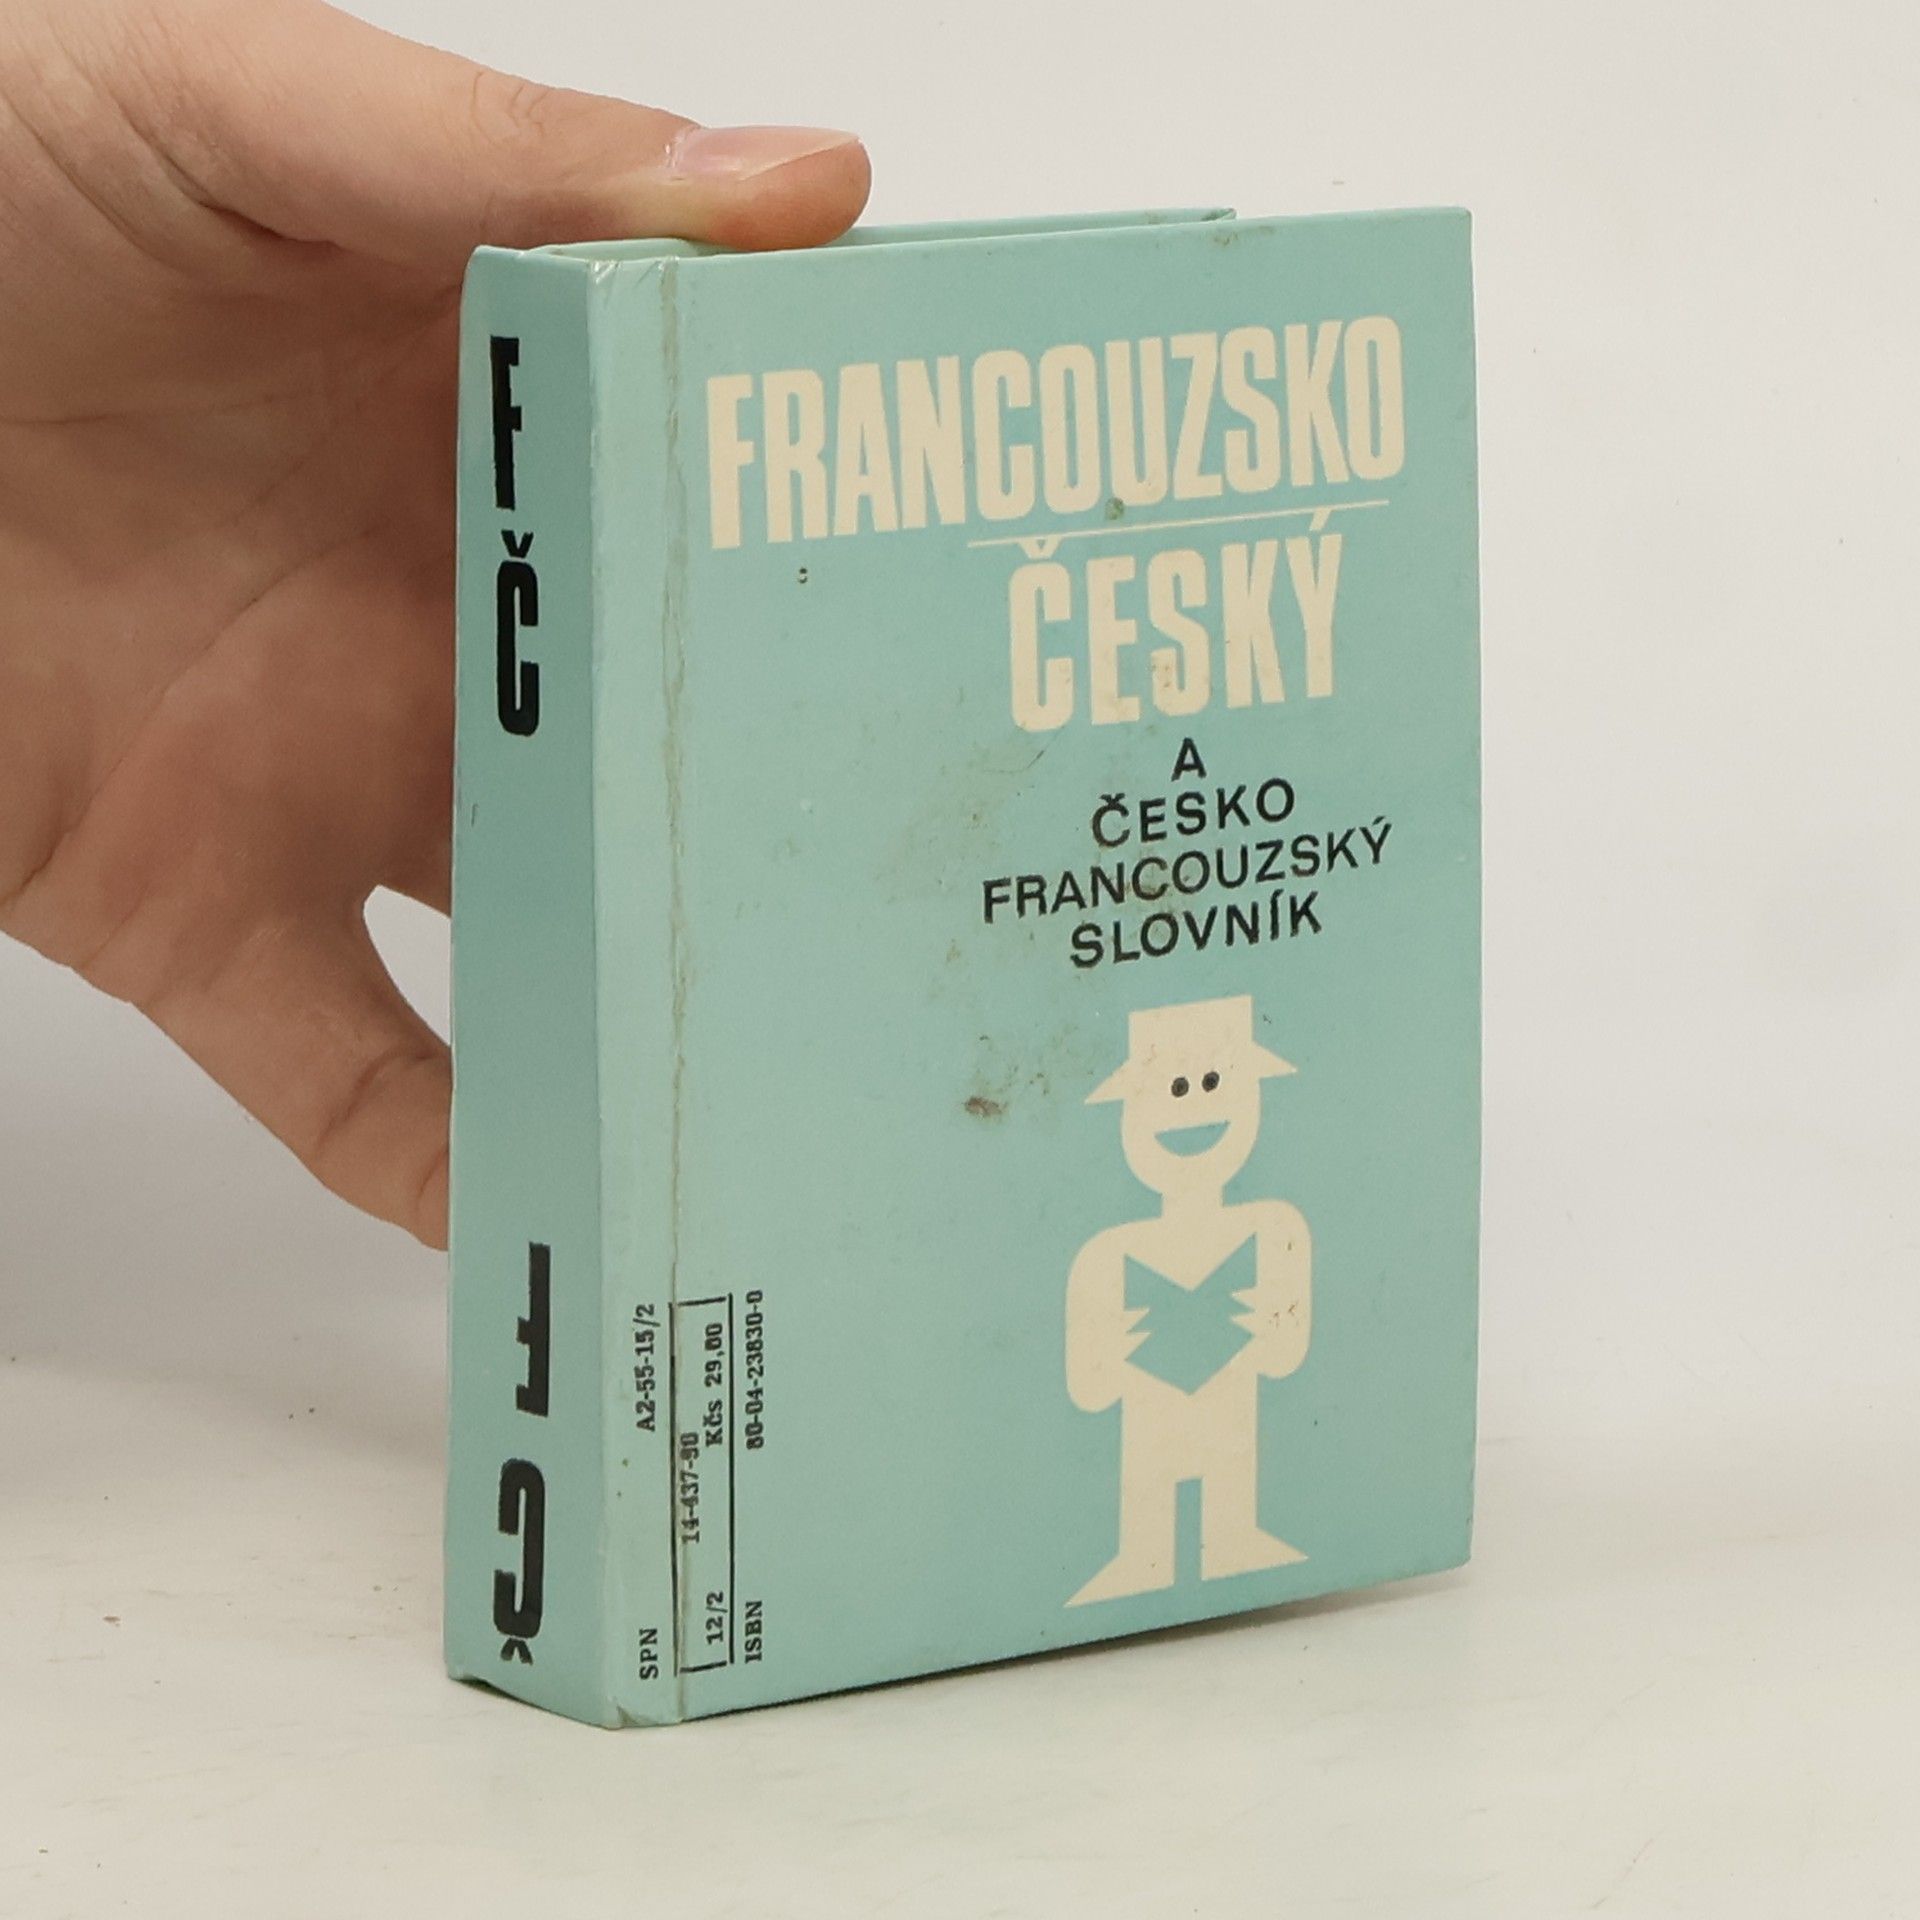 FRANCOUZSKO
ČESKÝ
A
ČESKO
FRANCOUZSKÝ
SLOVNÍK
FČ
ČF
SPN A2-55-15/2
14-437-90
12/2 Kčs 29,00
ISBN 80-04-23830-0